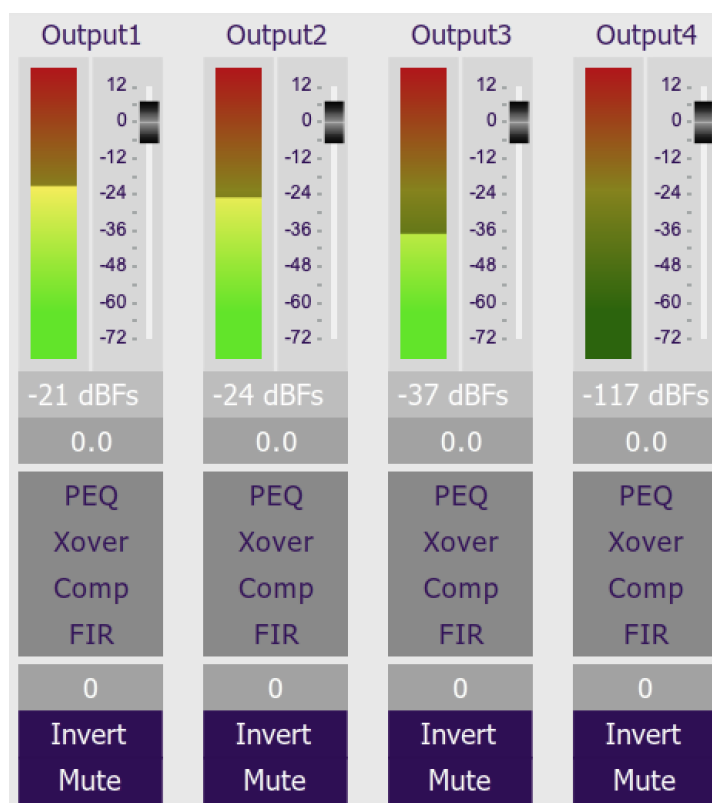 Output1 Output2 Output3 Output4
12 12 12 12
0 0 0 0
-12 -12 -12 -12
-24 -24 -24 -24
-36 -36 -36 -36
-48 -48 -48 -48
-60 -60 -60 -60
-72 -72 -72 -72
-21 dBFs -24 dBFs -37 dBFs -117 dBFs
0.0 0.0 0.0 0.0
PEQ PEQ PEQ PEQ
Xover Xover Xover Xover
Comp Comp Comp Comp
FIR FIR FIR FIR
0 0 0 0
Invert Invert Invert Invert
Mute Mute Mute Mute